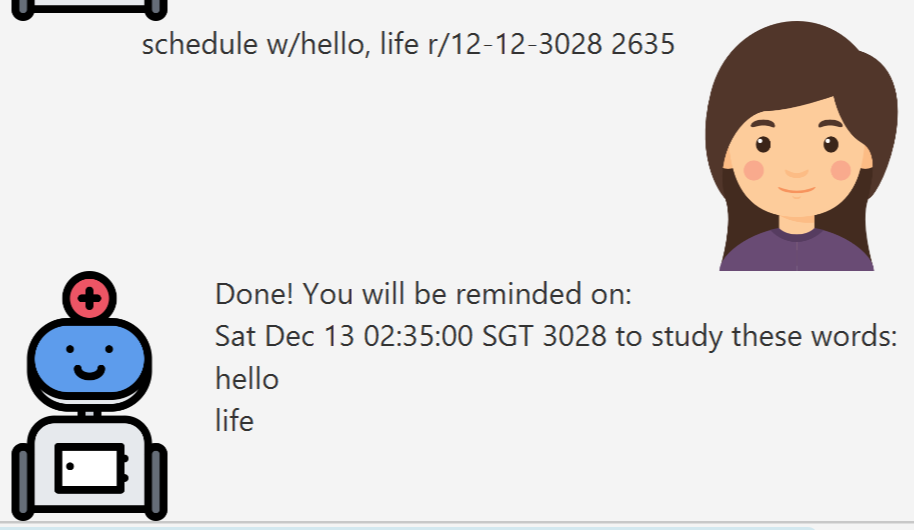 schedule w/hello, life r/12-12-3028 2635
Done! You will be reminded on:
Sat Dec 13 02:35:00 SGT 3028 to study these words:
hello
life